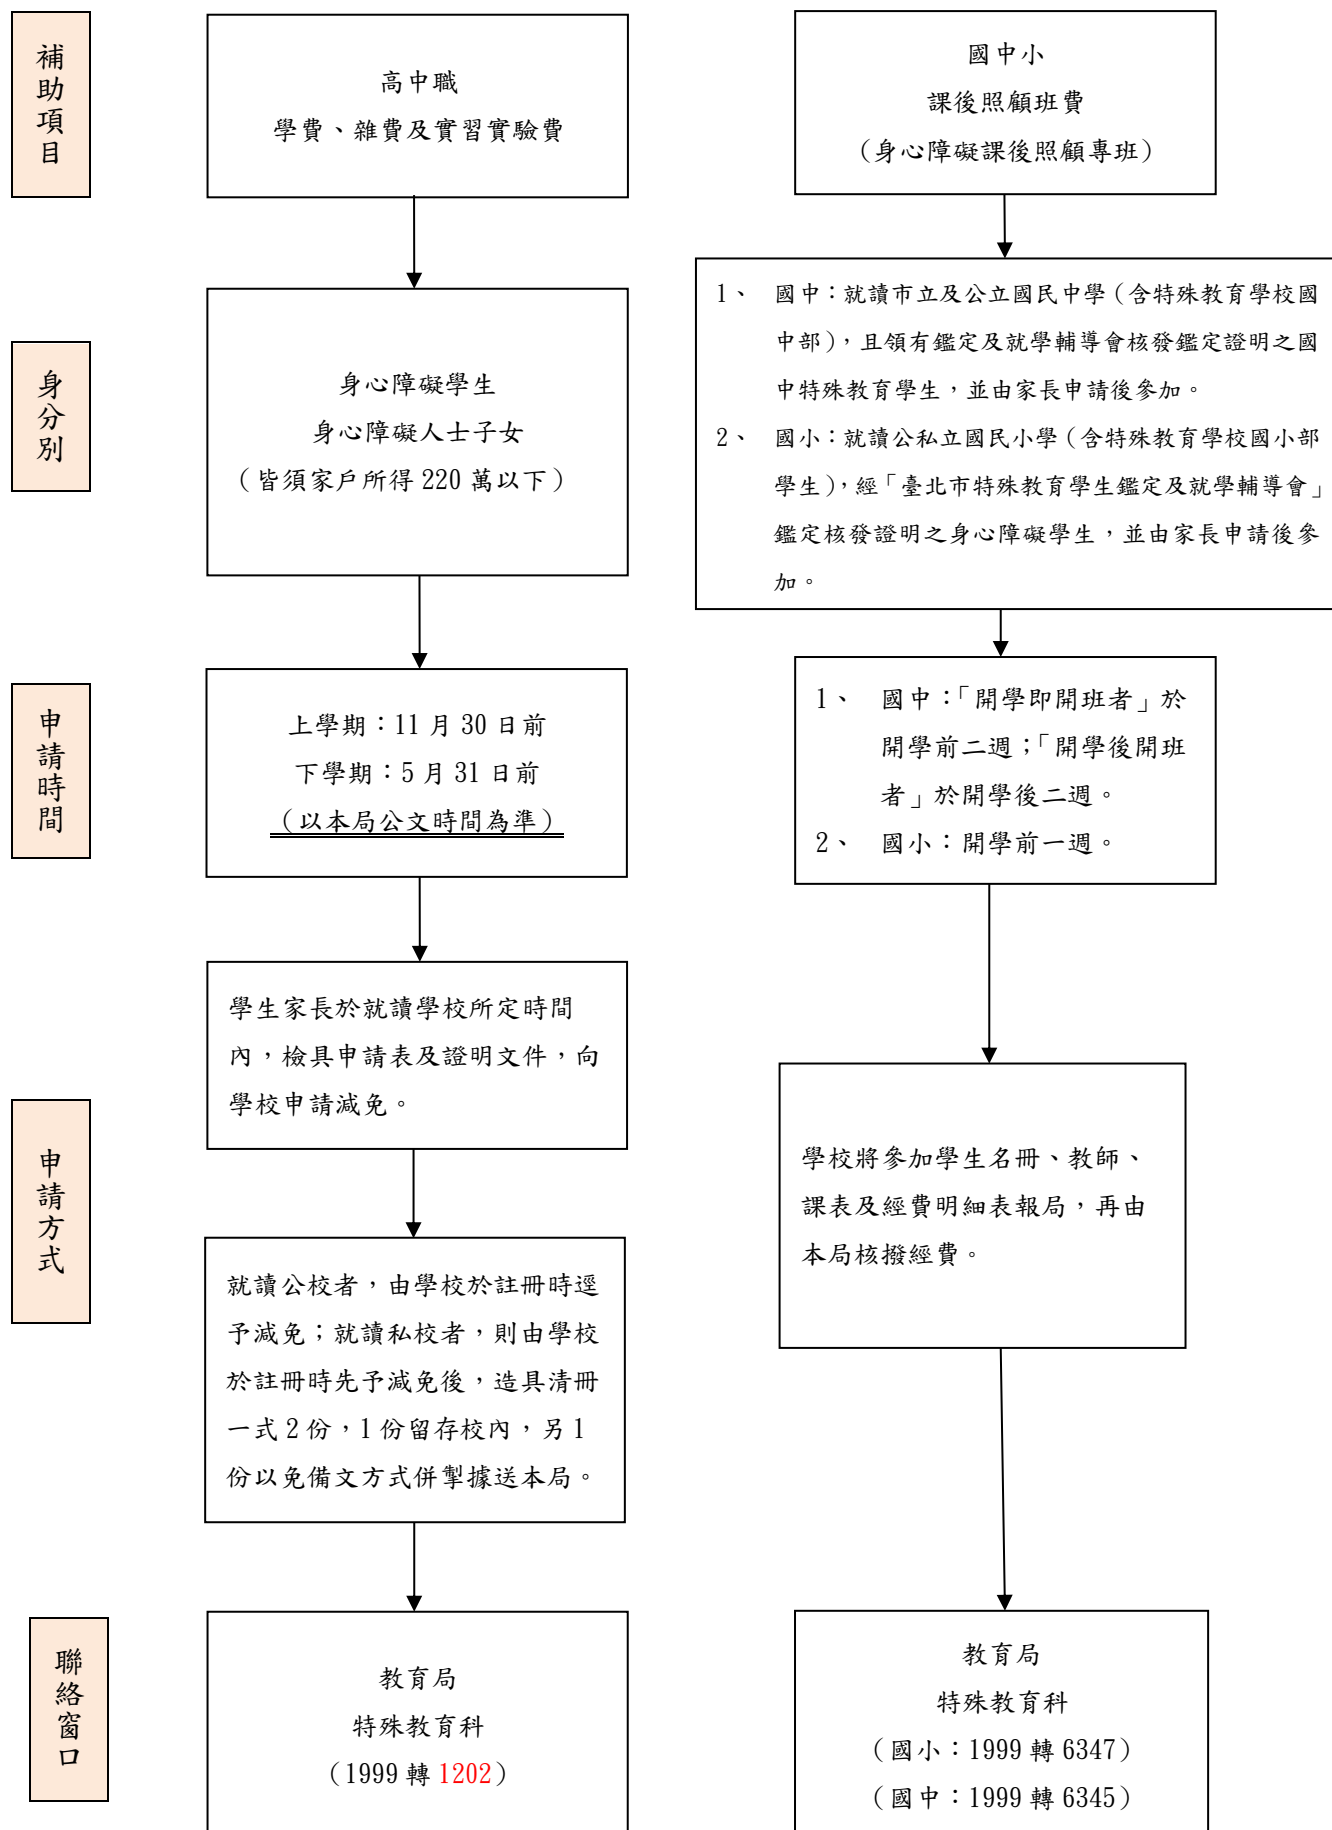 補助項目
高中職
學費、雜費及實習實驗費
國中小
課後照顧班費
（身心障礙課後照顧專班）
身分別
身心障礙學生
身心障礙人士子女
（皆須家戶所得 220 萬以下）
1、 國中：就讀市立及公立國民中學（含特殊教育學校國
中部），且領有鑑定及就學輔導會核發鑑定證明之國
中特殊教育學生，並由家長申請後參加。
2、 國小：就讀公私立國民小學（含特殊教育學校國小部
學生），經「臺北市特殊教育學生鑑定及就學輔導會」
鑑定核發證明之身心障礙學生，並由家長申請後參
加。
申請時間
上學期：11 月 30 日前
下學期：5 月 31 日前
（以本局公文時間為準）
1、 國中：「開學即開班者」於
開學前二週；「開學後開班
者」於開學後二週。
2、 國小：開學前一週。
申請方式
學生家長於就讀學校所定時間
內，檢具申請表及證明文件，向
學校申請減免。
就讀公校者，由學校於註冊時逕
予減免；就讀私校者，則由學校
於註冊時先予減免後，造具清冊
一式 2 份，1 份留存校內，另 1
份以免備文方式併掣據送本局。
學校將參加學生名冊、教師、
課表及經費明細表報局，再由
本局核撥經費。
聯絡窗口
教育局
特殊教育科
（1999 轉 1202）
教育局
特殊教育科
（國小：1999 轉 6347）
（國中：1999 轉 6345）